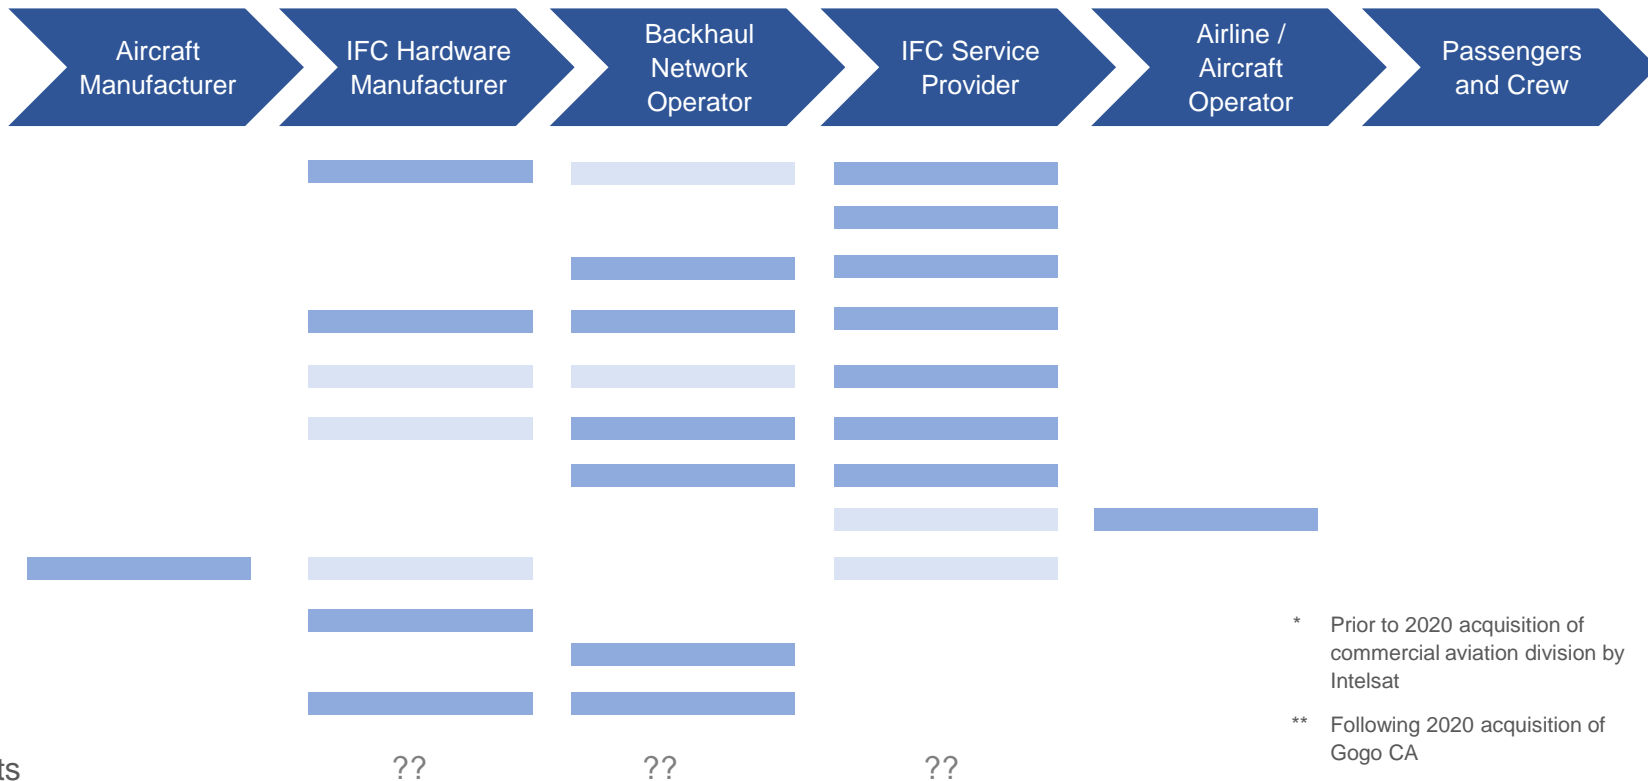 Aircraft
Manufacturer
IFC Hardware
Manufacturer
Backhaul
Network
Operator
IFC Service
Provider
Airline /
Aircraft
Operator
Passengers
and Crew
* Prior to 2020 acquisition of
commercial aviation division by
Intelsat
** Following 2020 acquisition of
Gogo CA
ts ?? ?? ??